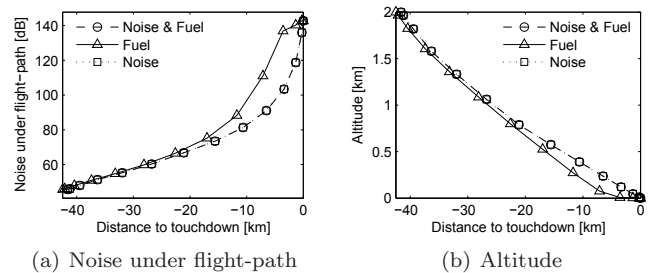 Noise under flight-path [dB]
140
120
100
80
60
Noise & Fuel
Fuel
Noise
-40 -30 -20 -10 0
Distance to touchdown [km]
(a) Noise under flight-path
Altitude [km]
2
1.5
1
0.5
0
Noise & Fuel
Fuel
Noise
-40 -30 -20 -10 0
Distance to touchdown [km]
(b) Altitude